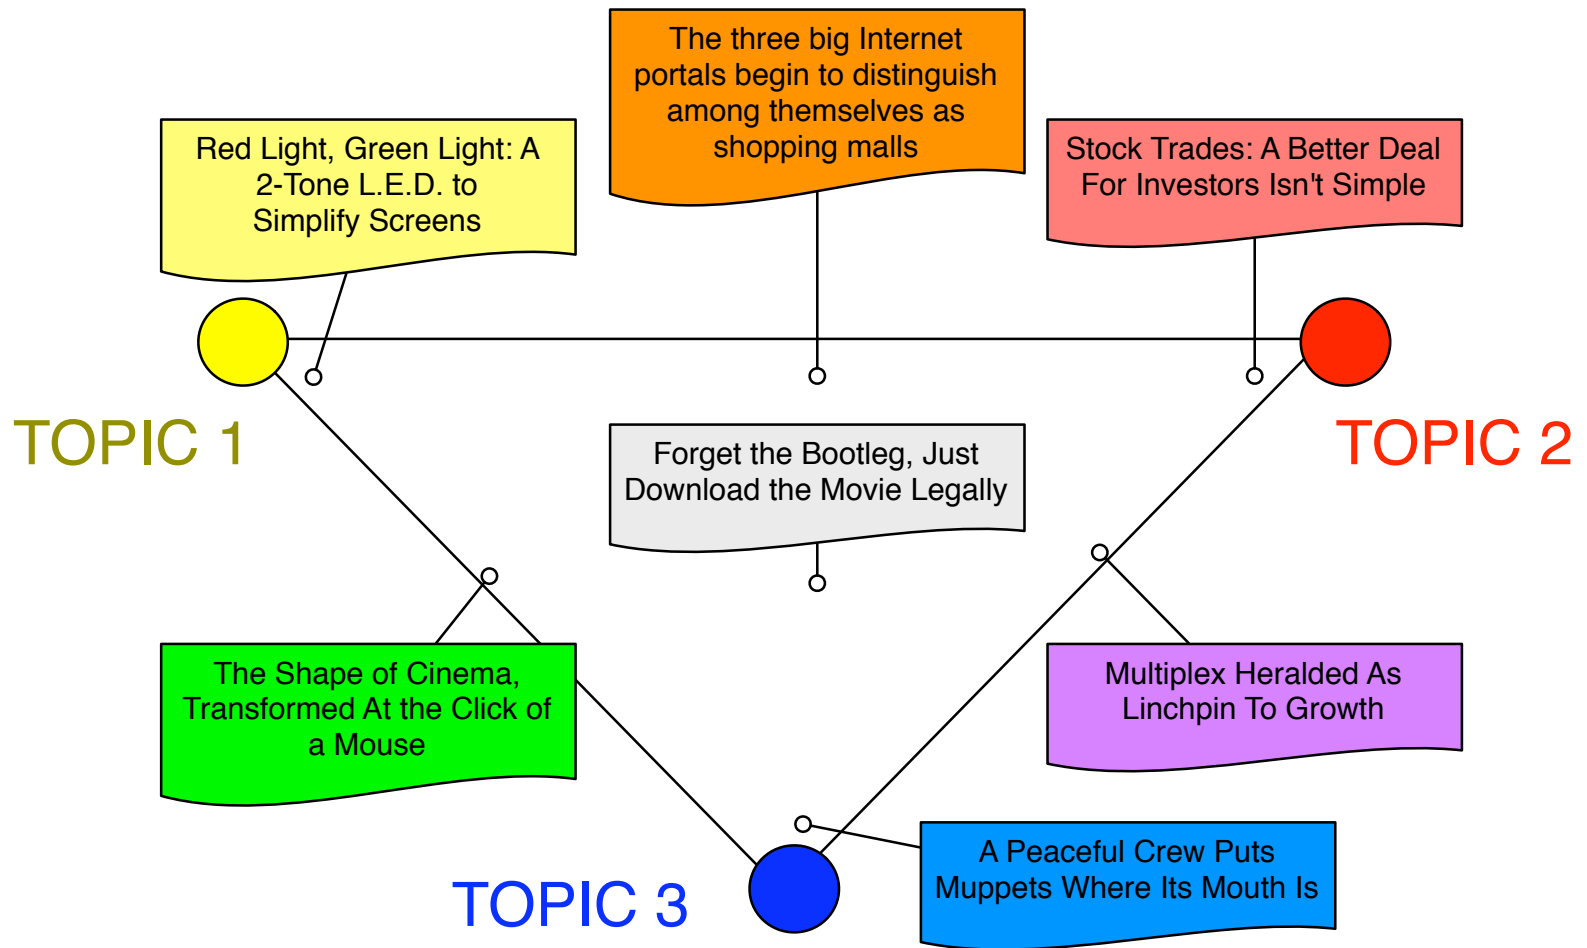 The three big Internet
portals begin to distinguish
among themselves as
shopping malls
Red Light, Green Light: A
2-Tone L.E.D. to
Simplify Screens
Stock Trades: A Better Deal
For Investors Isn't Simple
TOPIC 1
TOPIC 2
Forget the Bootleg, Just
Download the Movie Legally
The Shape of Cinema,
Transformed At the Click of
a Mouse
Multiplex Heralded As
Linchpin To Growth
TOPIC 3
A Peaceful Crew Puts
Muppets Where Its Mouth Is